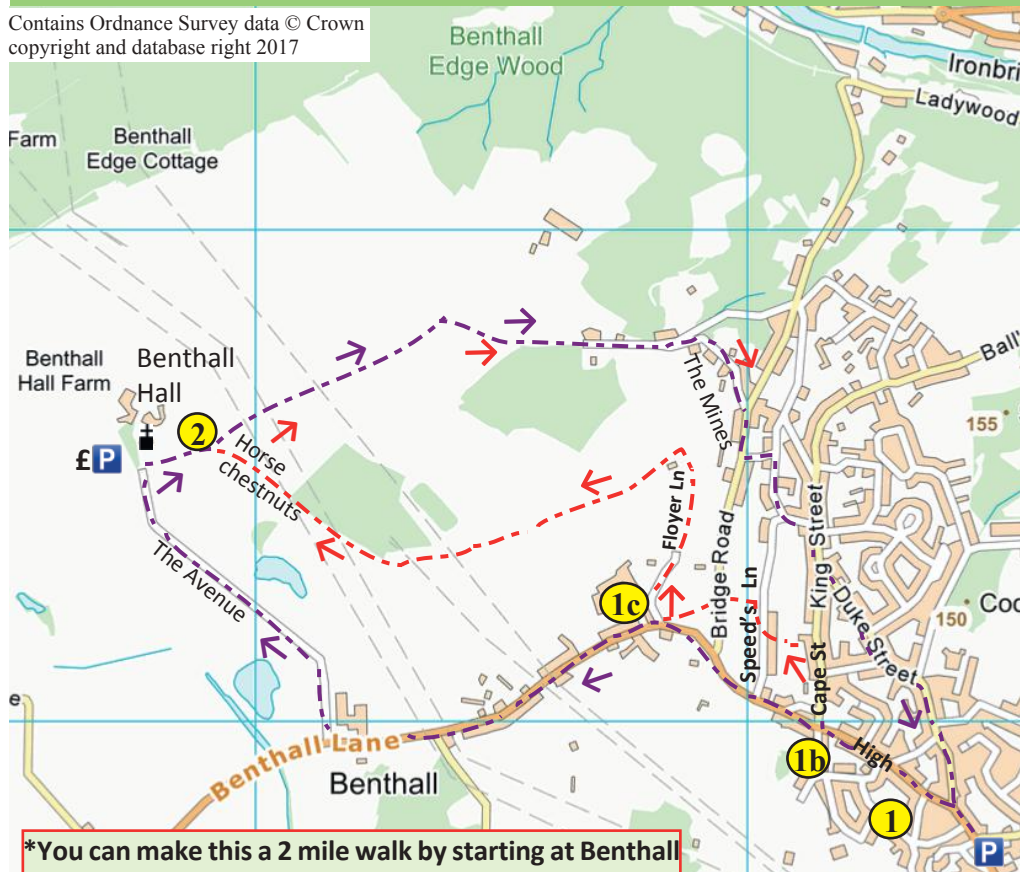 Contains Ordnance Survey data © Crown
copyright and database right 2017
Benthall
Edge Wood
Ironbri
Ladywood
Farm
Benthall
Edge Cottage
Benthall
Hall Farm
Benthall
Hall
2
£P
Horse
chestnuts
The Avenue
The Mines
Ball'
155
Floyer Ln
Bridge Road
King Street
1c
Speed's Ln
Duke Street
Coo
150
Cape St
e
Benthall Lane
Benthall
1b
High
1
P
*You can make this a 2 mile walk by starting at Benthall